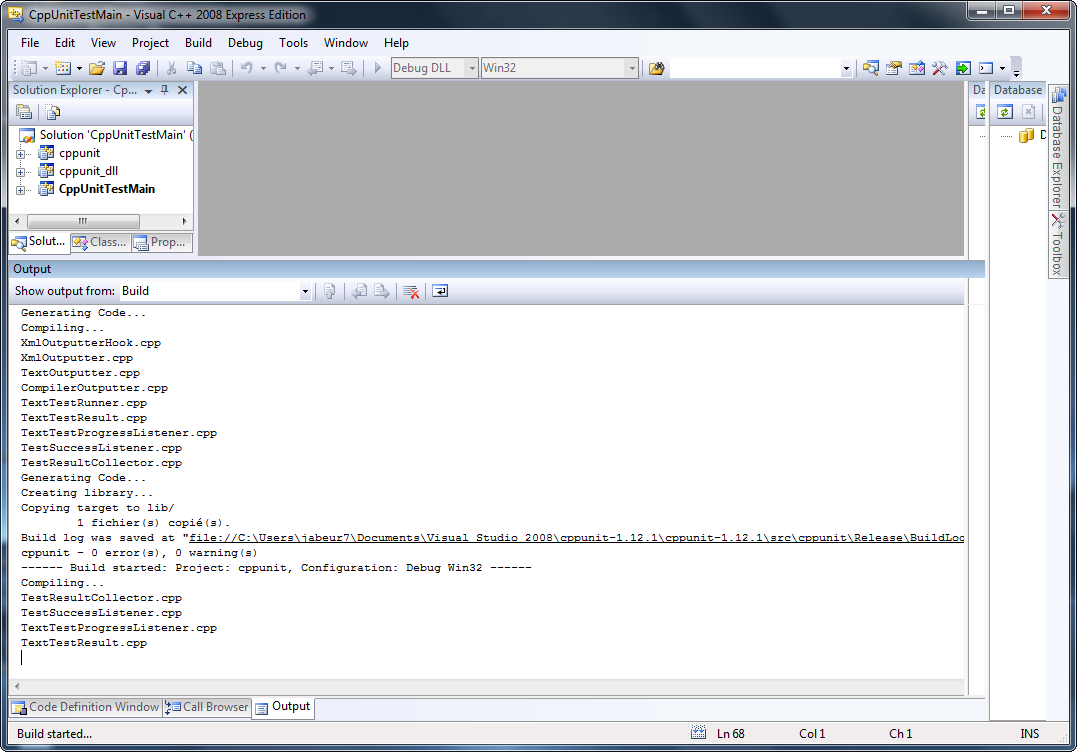 CppUnitTestMain - Visual C++ 2008 Express Edition
File Edit View Project Build Debug Tools Window Help
Debug DLL Win32
Solution Explorer - Cp...
Solution 'CppUnitTestMain' (
cppunit
cppunit_dll
CppUnitTestMain
Solut... Class... Prop...
Da Database
D
Database Explorer
Toolbox
Output
Show output from: Build
Generating Code...
Compiling...
XmlOutputterHook.cpp
XmlOutputter.cpp
TextOutputter.cpp
CompilerOutputter.cpp
TextTestRunner.cpp
TextTestResult.cpp
TextTestProgressListener.cpp
TestSuccessListener.cpp
TestResultCollector.cpp
Generating Code...
Creating library...
Copying target to lib/
1 fichier(s) copié(s).
Build log was saved at "file://C:\Users\jabeur7\Documents\Visual Studio 2008\cppunit-1.12.1\cppunit-1.12.1\src\cppunit\Release\BuildLog
cppunit - 0 error(s), 0 warning(s)
------ Build started: Project: cppunit, Configuration: Debug Win32 ------
Compiling...
TestResultCollector.cpp
TestSuccessListener.cpp
TextTestProgressListener.cpp
TextTestResult.cpp
Code Definition Window Call Browser Output
Build started... Ln 68 Col 1 Ch 1 INS